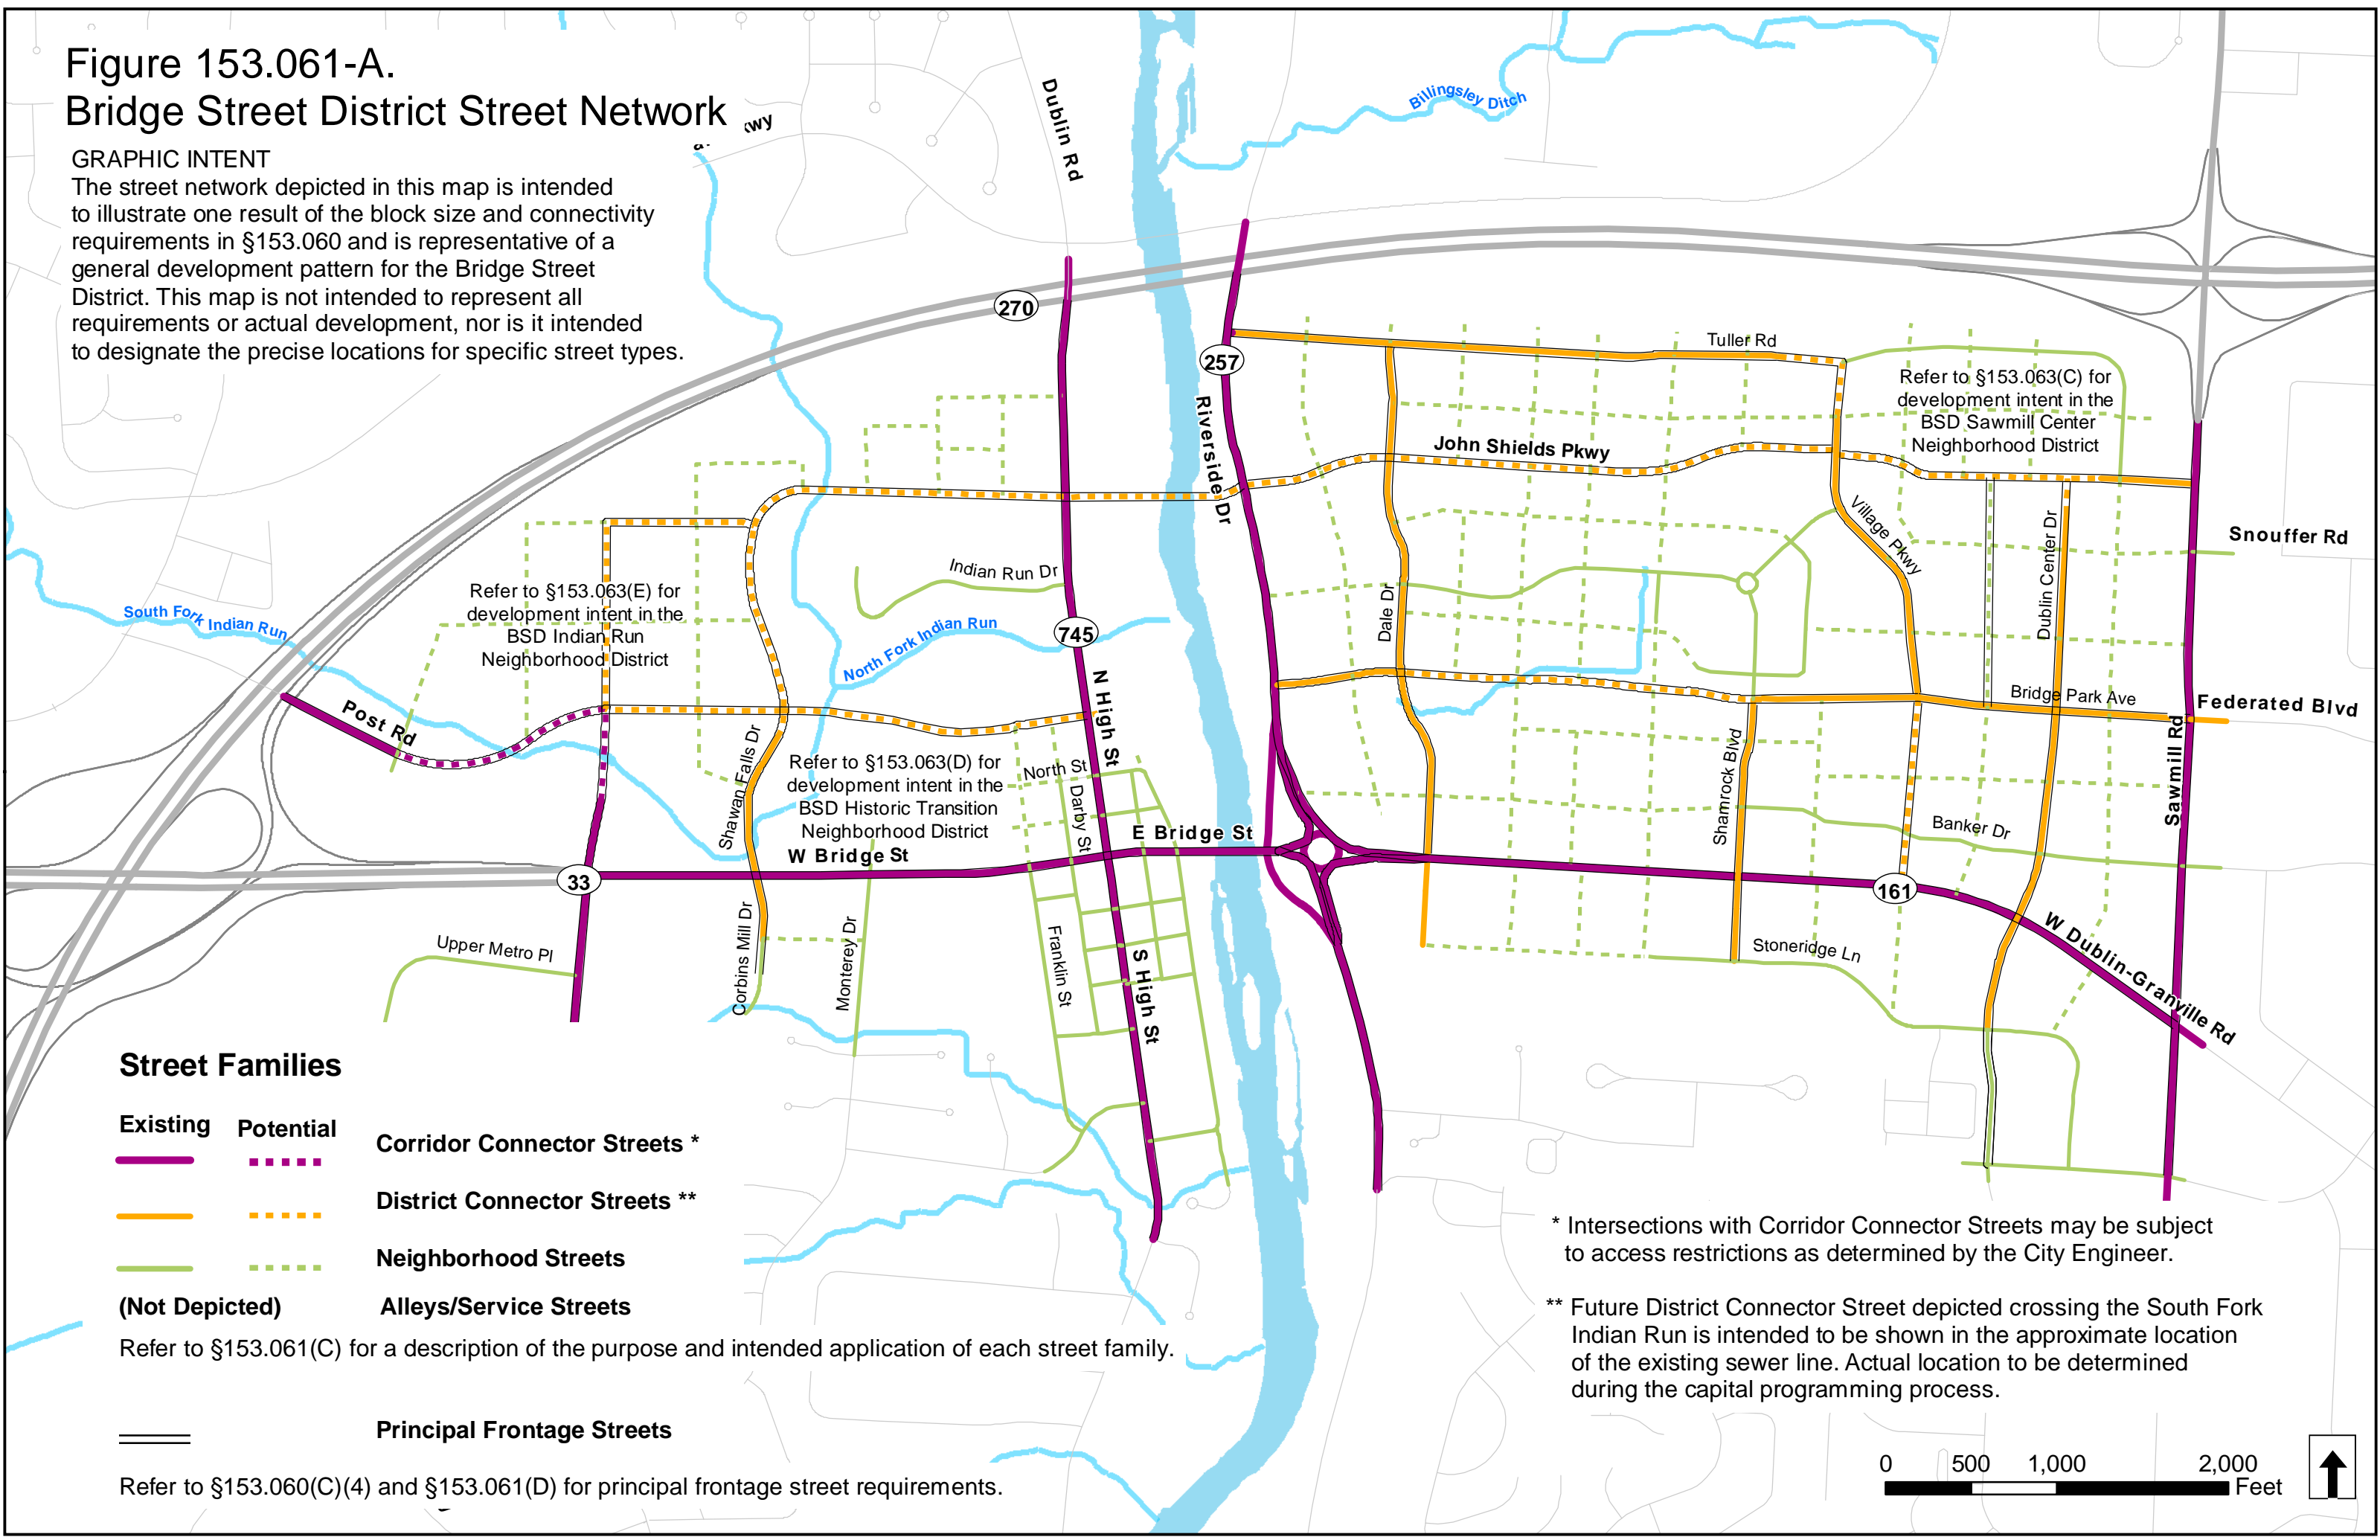 Figure 153.061-A.
Bridge Street District Street Network
GRAPHIC INTENT
The street network depicted in this map is intended
to illustrate one result of the block size and connectivity
requirements in §153.060 and is representative of a
general development pattern for the Bridge Street
District. This map is not intended to represent all
requirements or actual development, nor is it intended
to designate the precise locations for specific street types.
Dublin Rd
Billingsley Ditch
270
257
Tuller Rd
Riverside Dr
John Shields Pkwy
Refer to §153.063(C) for
development intent in the
BSD Sawmill Center
Neighborhood District
Village Pkwy
Dublin Center Dr
Snouffer Rd
Indian Run Dr
Dale Dr
South Fork Indian Run
Refer to §153.063(E) for
development intent in the
BSD Indian Run
Neighborhood District
745
North Fork Indian Run
Post Rd
N High St
Bridge Park Ave
Federated Blvd
Sawmill Rd
Shawan Falls Dr
Refer to §153.063(D) for
development intent in the
BSD Historic Transition
Neighborhood District
North St
Darby St
Shamrock Blvd
E Bridge St
W Bridge St
Banker Dr
33
161
Upper Metro Pl
Corbins Mill Dr
Monterey Dr
Franklin St
S High St
Stoneridge Ln
W Dublin-Granville Rd
Street Families
Existing Potential
Corridor Connector Streets *
District Connector Streets **
Neighborhood Streets
(Not Depicted) Alleys/Service Streets
Refer to §153.061(C) for a description of the purpose and intended application of each street family.
Principal Frontage Streets
Refer to §153.060(C)(4) and §153.061(D) for principal frontage street requirements.
* Intersections with Corridor Connector Streets may be subject
to access restrictions as determined by the City Engineer.
** Future District Connector Street depicted crossing the South Fork
Indian Run is intended to be shown in the approximate location
of the existing sewer line. Actual location to be determined
during the capital programming process.
0 500 1,000 2,000
Feet